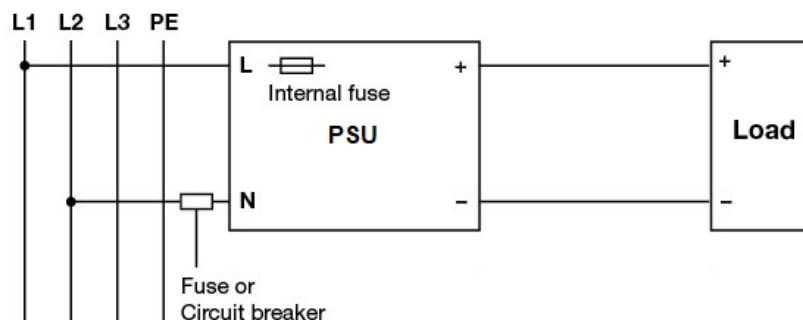 L1 L2 L3 PE
L
+
+
Internal fuse
PSU
Load
N
–
–
Fuse or
Circuit breaker